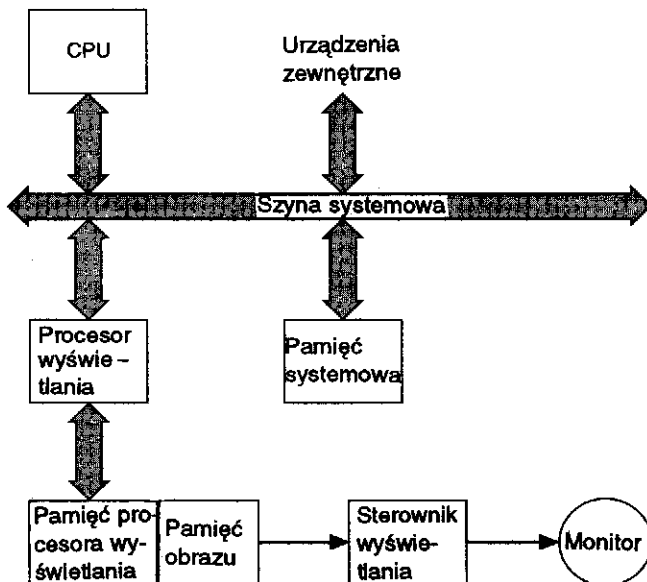 CPU
Urządzenia
zewnętrzne
Szyna systemowa
Procesor
wyświe –
tlania
Pamięć
systemowa
Pamięć pro-
cesora wy-
świetlania
Pamięć
obrazu
Sterownik
wyświe-
tlania
Monitor